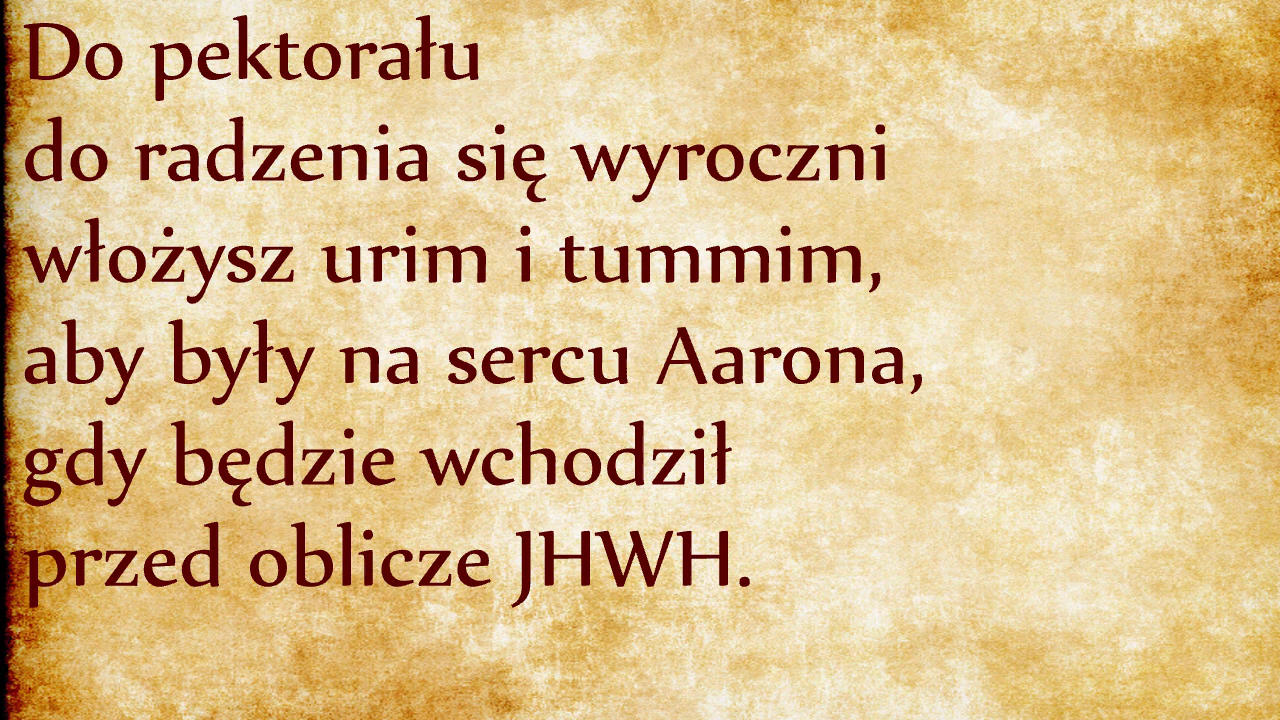 Do pektorału
do radzenia się wyroczni
włożysz urim i tummim,
aby były na sercu Aarona,
gdy będzie wchodził
przed oblicze JHWH.